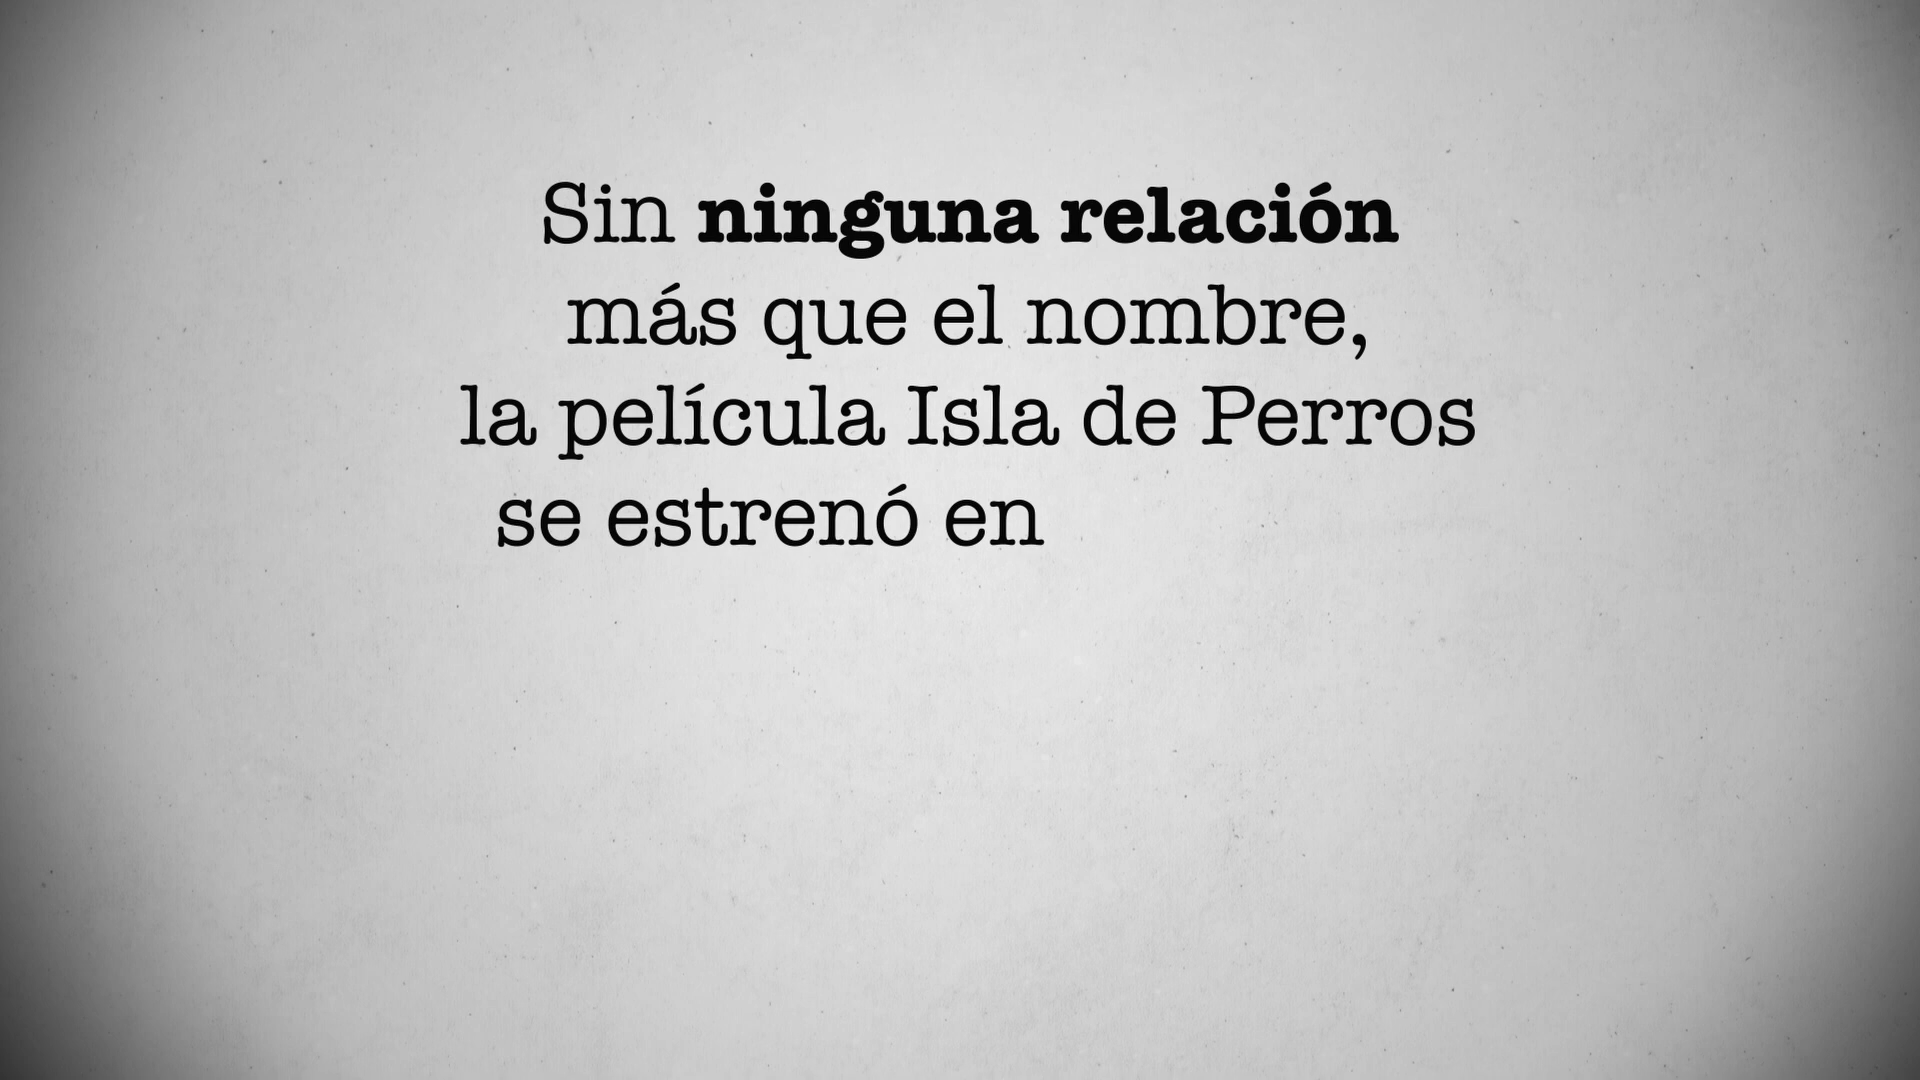 Sin ninguna relación
más que el nombre,
la película Isla de Perros
se estrenó en